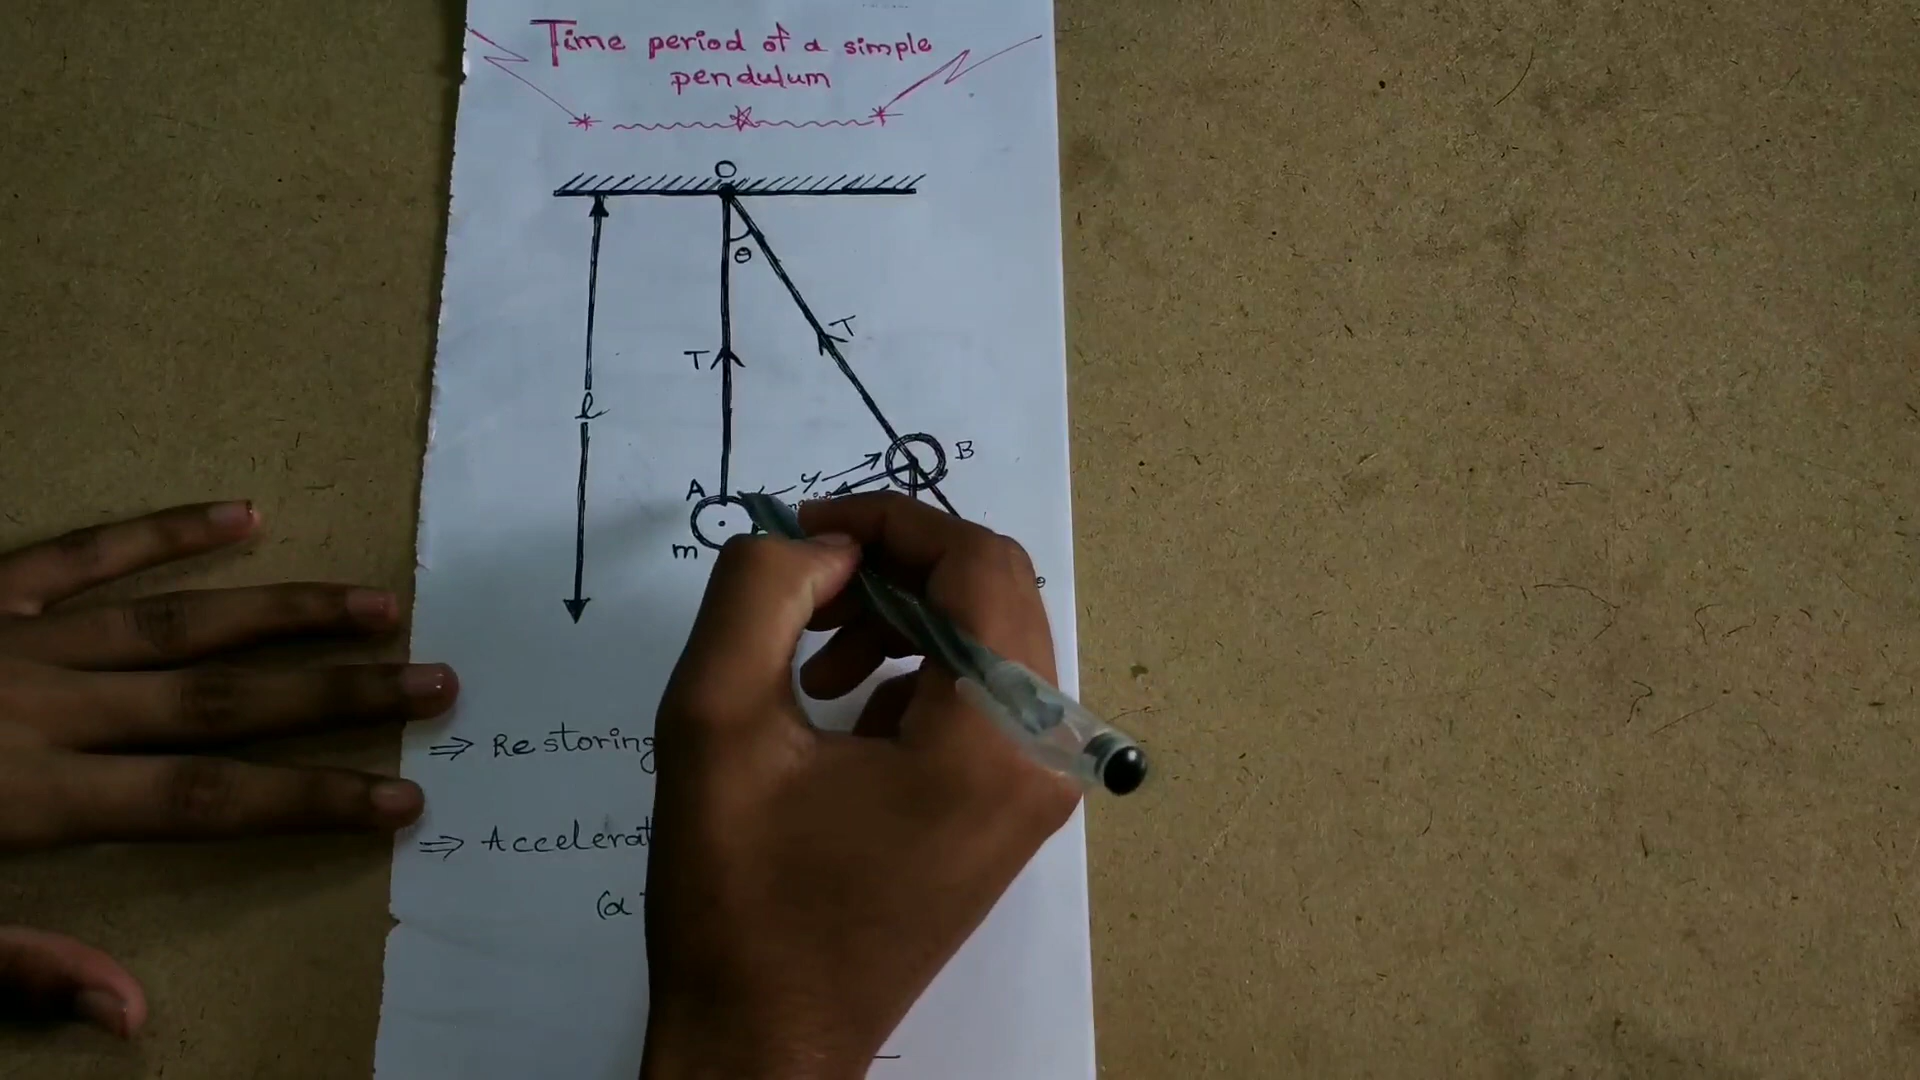 Time period of a simple
pendulum
O
θ
T
T
l
B
y
A
m
θ
⇒ Restoring
⇒ Accelerat
(a